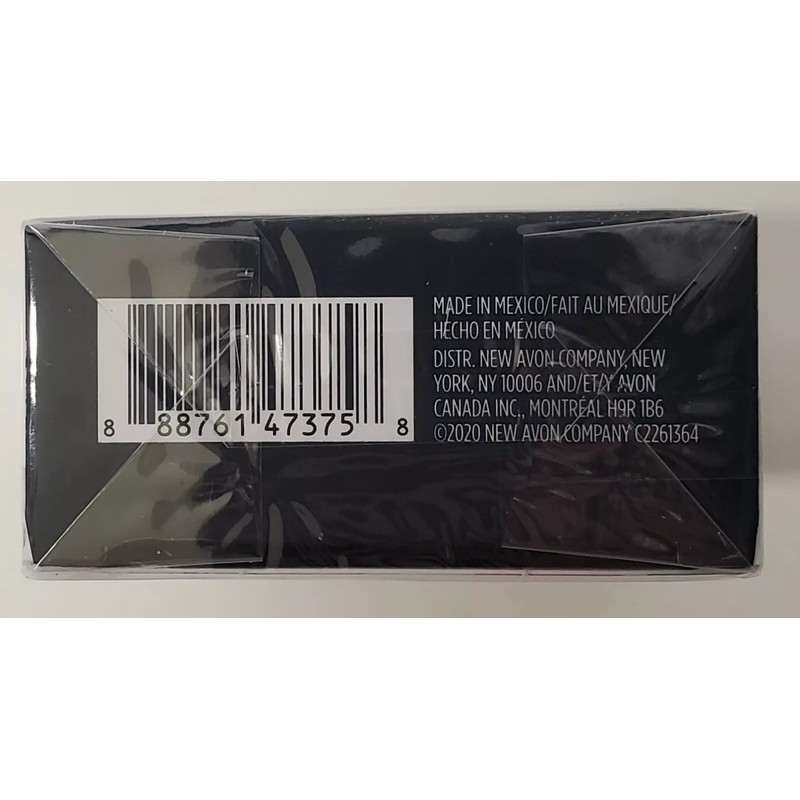 8 88761 47375 8
MADE IN MEXICO/FAIT AU MEXIQUE/
HECHO EN MÉXICO
DISTR. NEW AVON COMPANY, NEW
YORK, NY 10006 AND/ET/Y AVON
CANADA INC., MONTRÉAL H9R 1B6
©2020 NEW AVON COMPANY C2261364